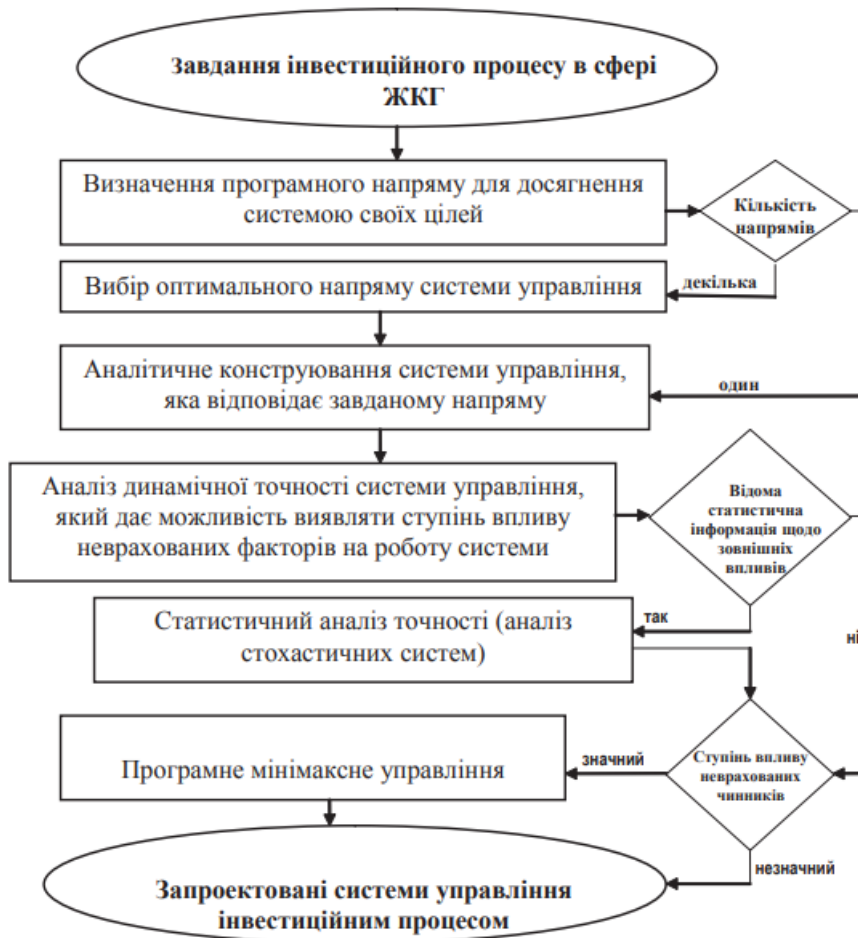 Завдання інвестиційного процесу в сфері
ЖКГ
Визначення програмного напряму для досягнення
системою своїх цілей
Кількість
напрямів
Вибір оптимального напряму системи управління
декілька
Аналітичне конструювання системи управління,
яка відповідає завданому напряму
один
Аналіз динамічної точності системи управління,
який дає можливість виявляти ступінь впливу
неврахованих факторів на роботу системи
Відома
статистична
інформація щодо
зовнішніх
впливів
Статистичний аналіз точності (аналіз
стохастичних систем)
так
ні
Програмне мінімаксне управління
значний
Ступінь впливу
неврахованих
чинників
незначний
Запроектовані системи управління
інвестиційним процесом